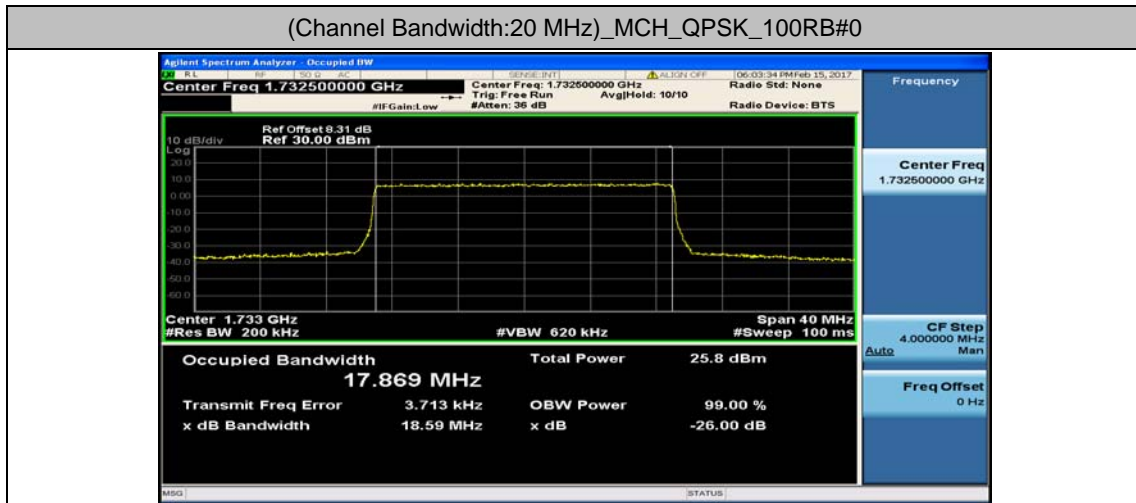 (Channel Bandwidth:20 MHz)_MCH_QPSK_100RB#0
Agilent Spectrum Analyzer - Occupied BW
RL RF 50 Ω AC SENSE:INT ALIGN OFF 06:03:34 PM Feb 15, 2017
Center Freq 1.732500000 GHz
Center Freq: 1.732500000 GHz
Radio Std: None
Trig: Free Run Avg|Hold: 10/10
#IFGain:Low #Atten: 36 dB Radio Device: BTS
Ref Offset 8.31 dB
10 dB/div Ref 30.00 dBm
Log
20.0
10.0
0.00
-10.0
-20.0
-30.0
-40.0
-50.0
-60.0
Center 1.733 GHz Span 40 MHz
#Res BW 200 kHz #VBW 620 kHz #Sweep 100 ms
Occupied Bandwidth Total Power 25.8 dBm
17.869 MHz
Transmit Freq Error 3.713 kHz OBW Power 99.00 %
x dB Bandwidth 18.59 MHz x dB -26.00 dB
MSG STATUS
Frequency
Center Freq
1.732500000 GHz
CF Step
4.000000 MHz
Auto Man
Freq Offset
0 Hz